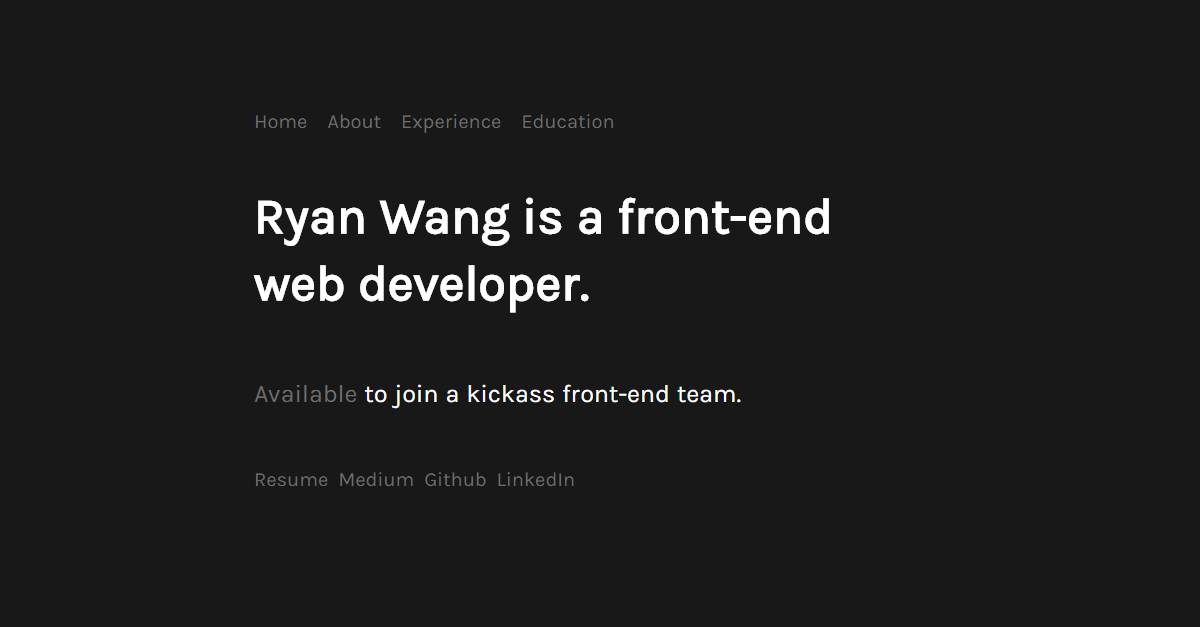 Home About Experience Education
Ryan Wang is a front-end
web developer.
Available to join a kickass front-end team.
Resume Medium Github LinkedIn